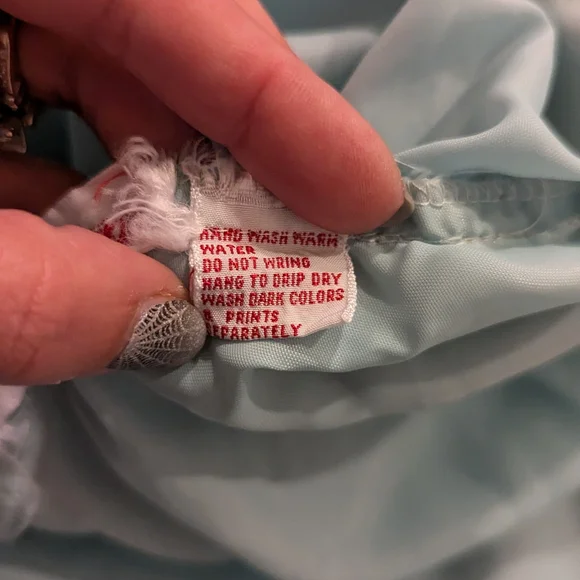 HAND WASH WARM
WATER
DO NOT WRING
HANG TO DRIP DRY
WASH DARK COLORS
PRINTS
SEPARATELY